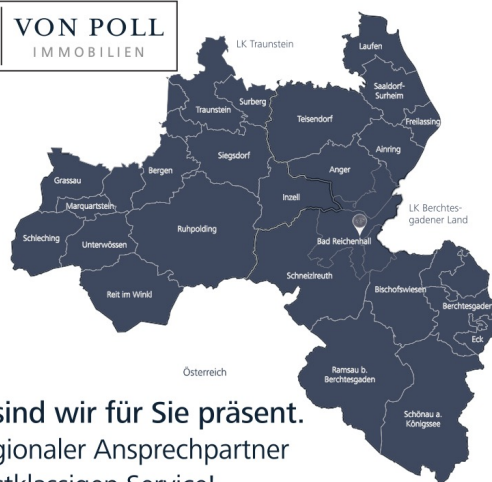 VON POLL
IMMOBILIEN
LK Traunstein
Laufen
Saaldorf-
Surheim
Surberg
Traunstein
Teisendorf
Freilassing
Ainring
Siegsdorf
Anger
Bergen
Grassau
Inzell
Marquartstein
LK Berchtes-
gadener Land
Ruhpolding
Schleching
Unterwössen
Bad Reichenhall
Schneizlreuth
Bischofswiesen
Reit im Winkl
Berchtesgaden
Eck
Österreich
Ramsau b.
Berchtesgaden
Schönau a.
Königssee
sind wir für Sie präsent.
gionaler Ansprechpartner
stklassigen Service!